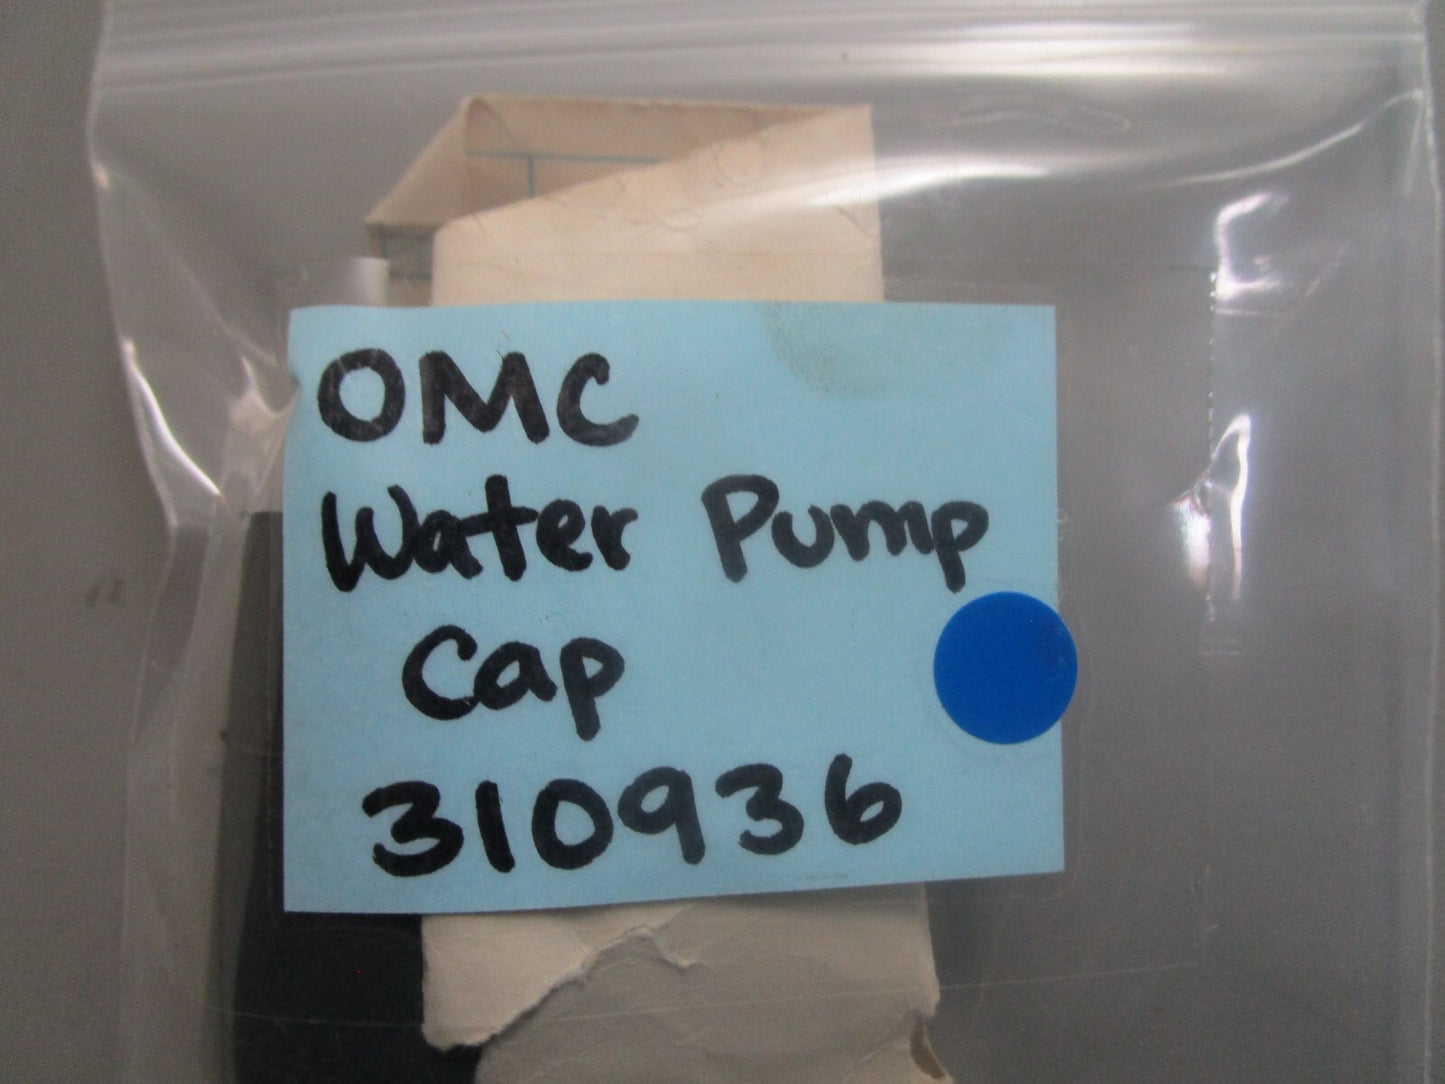 OMC
Water Pump
Cap
310936